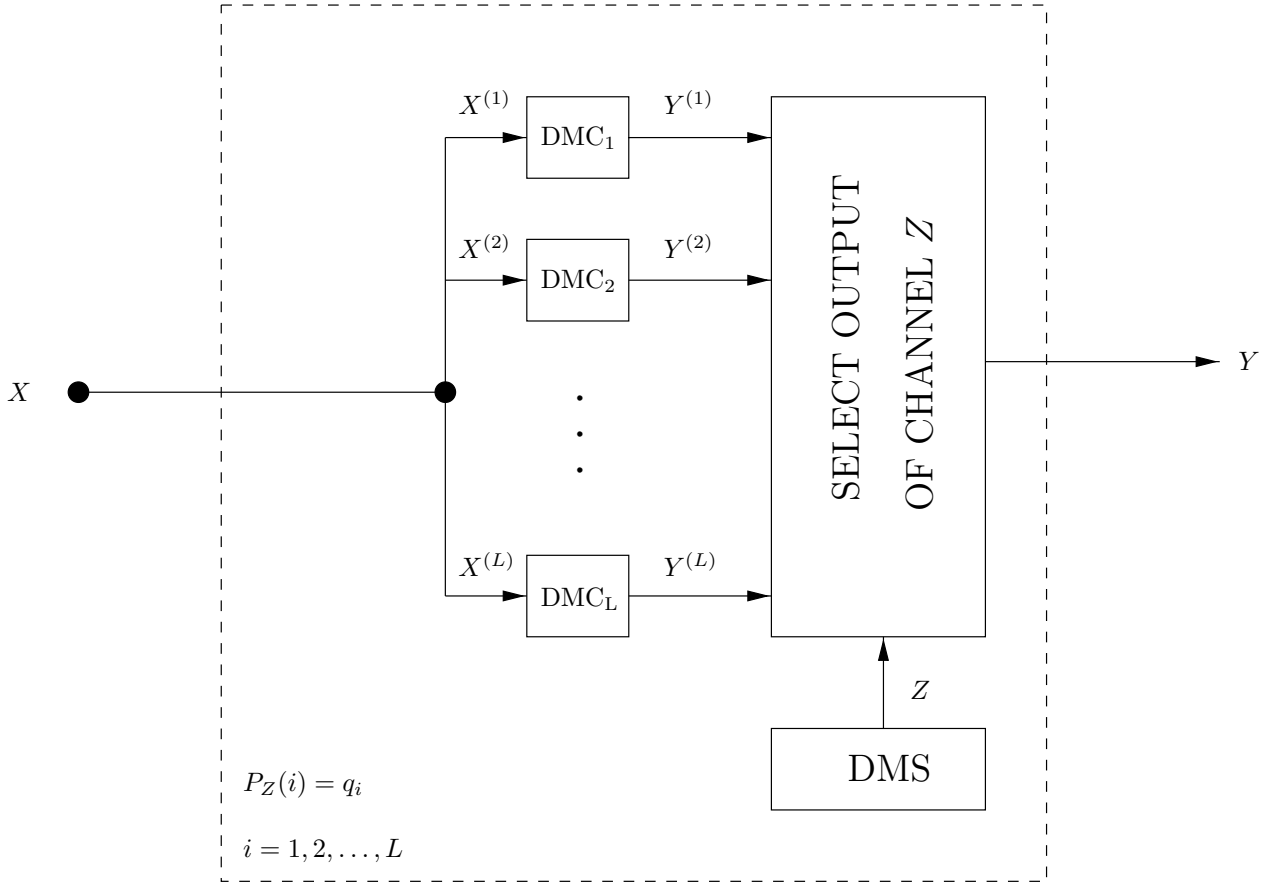 X^{(1)} Y^{(1)}
DMC_1
X^{(2)} Y^{(2)}
DMC_2
SELECT OUTPUT
OF CHANNEL Z
X
Y
X^{(L)} Y^{(L)}
DMC_L
Z
DMS
P_Z(i) = q_i
i = 1, 2, . . . , L